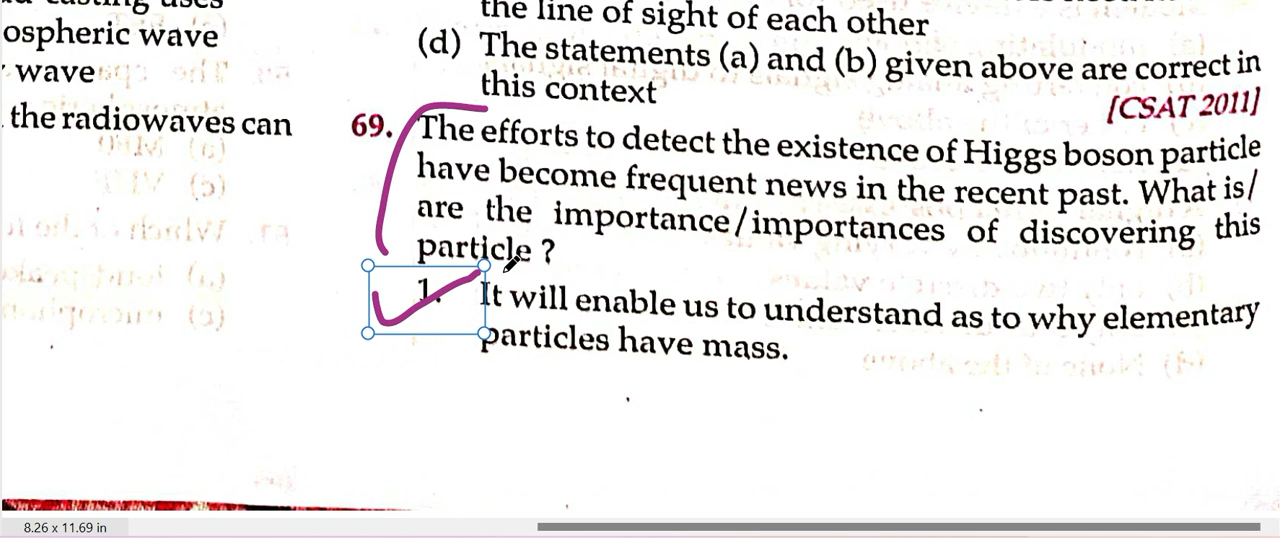 ospheric wave
wave
the radiowaves can
the line of sight of each other
(d) The statements (a) and (b) given above are correct in
this context
[CSAT 2011]
69. The efforts to detect the existence of Higgs boson particle
have become frequent news in the recent past. What is/
are the importance/importances of discovering this
particle ?
1. It will enable us to understand as to why elementary
particles have mass.
8.26 x 11.69 in